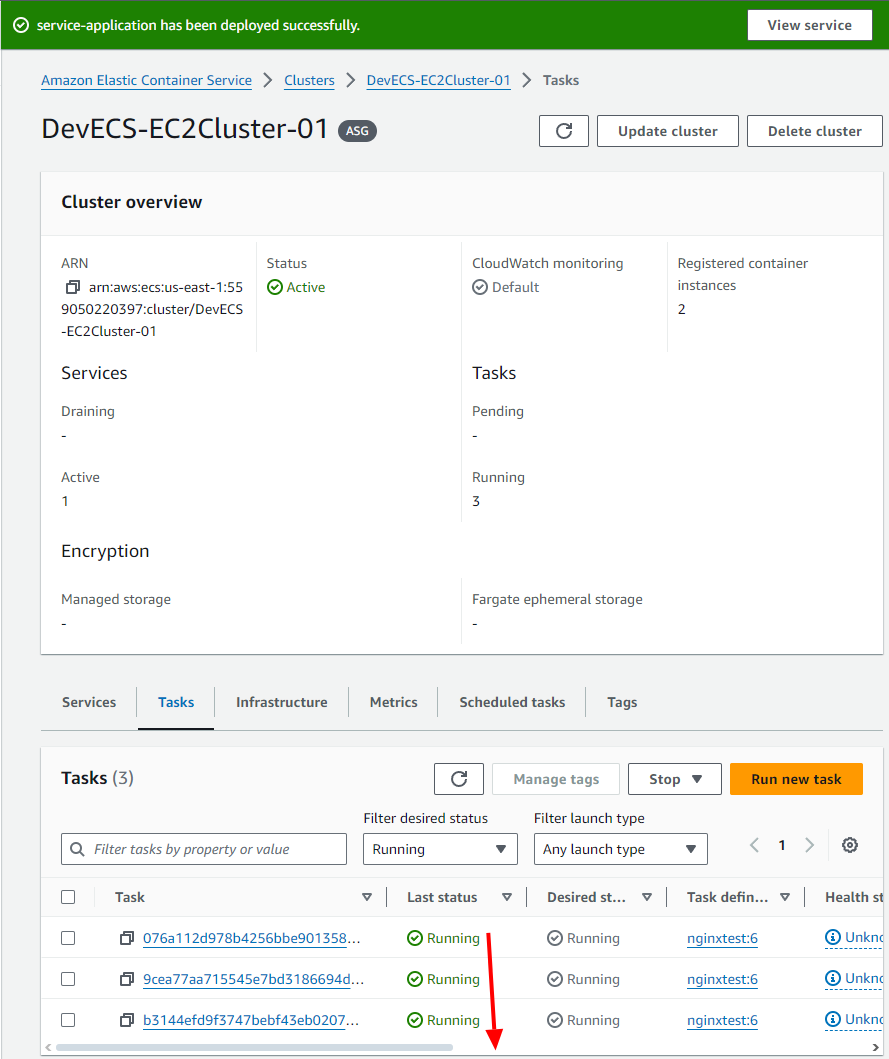 service-application has been deployed successfully.
View service
Amazon Elastic Container Service
Clusters
DevECS-EC2Cluster-01
Tasks
DevECS-EC2Cluster-01
ASG
Update cluster
Delete cluster
Cluster overview
ARN
arn:aws:ecs:us-east-1:55
9050220397:cluster/DevECS
-EC2Cluster-01
Status
Active
CloudWatch monitoring
Default
Registered container
instances
2
Services
Tasks
Draining
-
Pending
-
Active
1
Running
3
Encryption
Managed storage
-
Fargate ephemeral storage
-
Services
Tasks
Infrastructure
Metrics
Scheduled tasks
Tags
Tasks (3)
Manage tags
Stop
Run new task
Filter desired status
Filter launch type
Filter tasks by property or value
Running
Any launch type
1
Task
Last status
Desired st...
Task defin...
Health st
076a112d978b4256bbe901358...
Running
Running
nginxtest:6
Unkno
9cea77aa715545e7bd3186694d...
Running
Running
nginxtest:6
Unkno
b3144efd9f3747bebf43eb0207...
Running
Running
nginxtest:6
Unkno